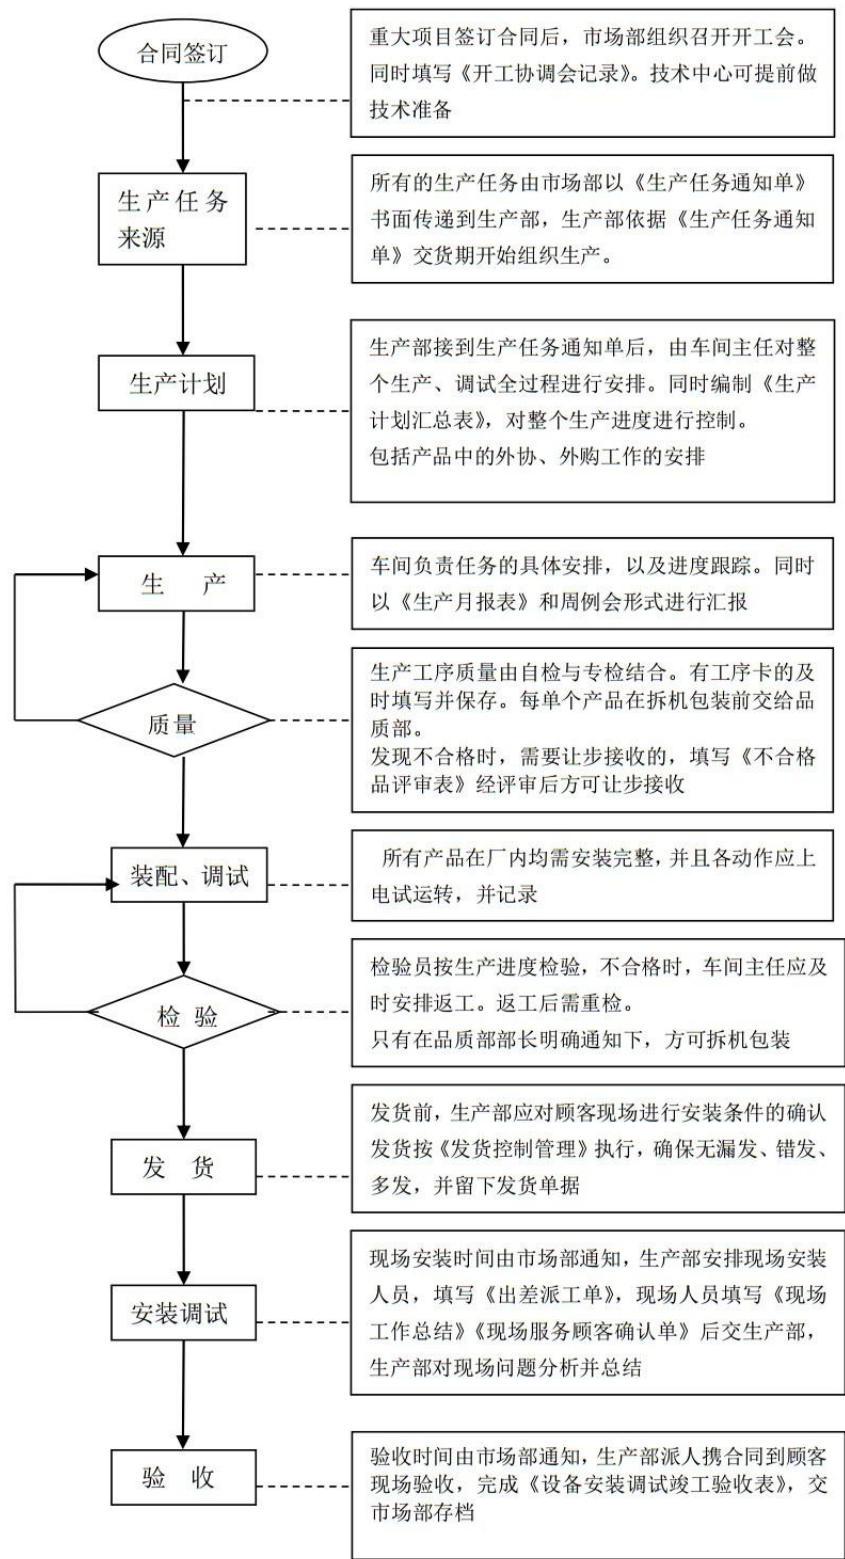 合同签订
重大项目签订合同后，市场部组织召开开工会。
同时填写《开工协调会记录》。技术中心可提前做
技术准备
生产任务
来源
所有的生产任务由市场部以《生产任务通知单》
书面传递到生产部，生产部依据《生产任务通知
单》交货期开始组织生产。
生产计划
生产部接到生产任务通知单后，由车间主任对整
个生产、调试全过程进行安排。同时编制《生产
计划汇总表》，对整个生产进度进行控制。
包括产品中的外协、外购工作的安排
生 产
车间负责任务的具体安排，以及进度跟踪。同时
以《生产月报表》和周例会形式进行汇报
质量
生产工序质量由自检与专检结合。有工序卡的及
时填写并保存。每单个产品在拆机包装前交给品
质部。
发现不合格时，需要让步接收的，填写《不合格
品评审表》经评审后方可让步接收
装配、调试
所有产品在厂内均需安装完整，并且各动作应上
电试运转，并记录
检 验
检验员按生产进度检验，不合格时，车间主任应及
时安排返工。返工后需重检。
只有在品质部部长明确通知下，方可拆机包装
发 货
发货前，生产部应对顾客现场进行安装条件的确认
发货按《发货控制管理》执行，确保无漏发、错发、
多发，并留下发货单据
安装调试
现场安装时间由市场部通知，生产部安排现场安装
人员，填写《出差派工单》，现场人员填写《现场
工作总结》《现场服务顾客确认单》后交生产部，
生产部对现场问题分析并总结
验 收
验收时间由市场部通知，生产部派人携合同到顾客
现场验收，完成《设备安装调试竣工验收表》，交
市场部存档